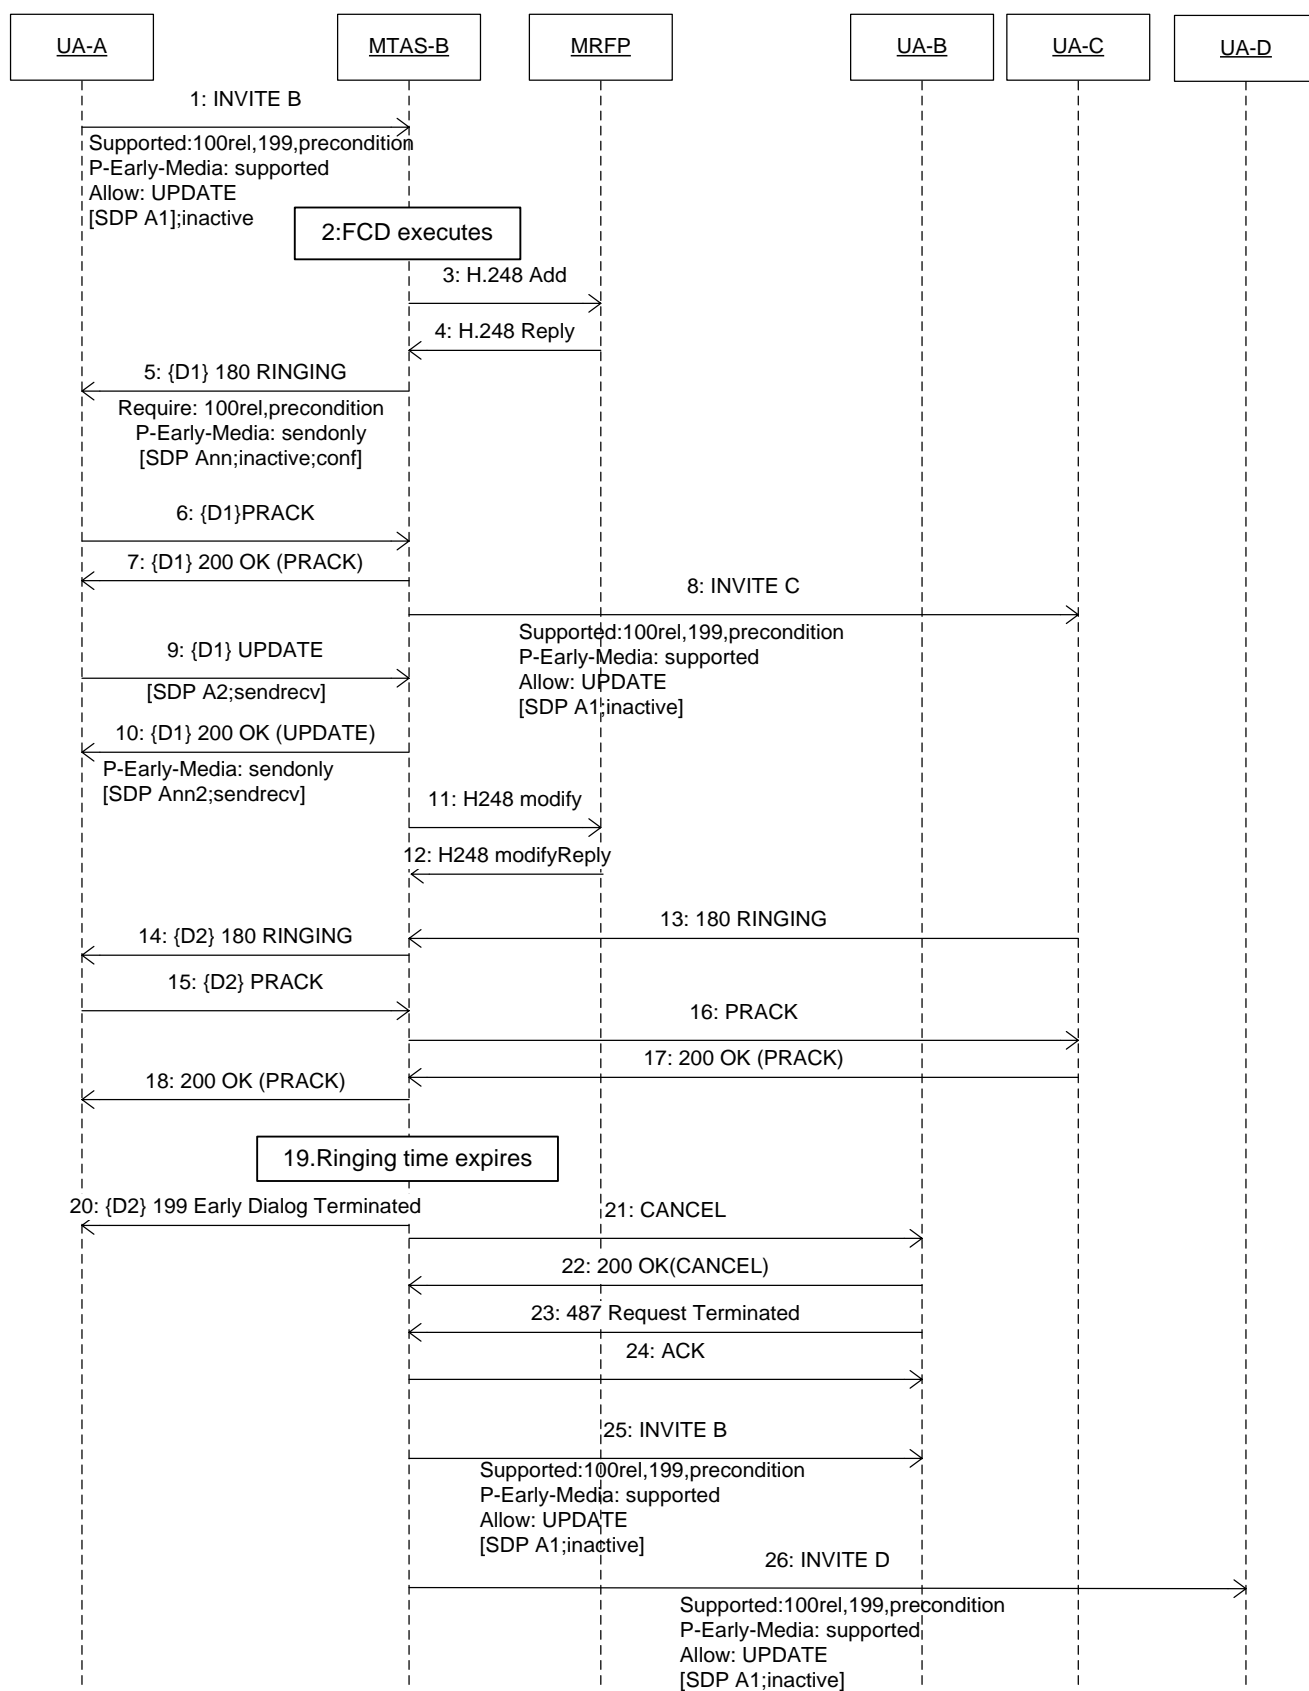 UA-A
MTAS-B
MRFP
UA-B
UA-C
UA-D
1: INVITE B
Supported:100rel,199,precondition
P-Early-Media: supported
Allow: UPDATE
[SDP A1];inactive
2:FCD executes
3: H.248 Add
4: H.248 Reply
5: {D1} 180 RINGING
Require: 100rel,precondition
P-Early-Media: sendonly
[SDP Ann;inactive;conf]
6: {D1}PRACK
7: {D1} 200 OK (PRACK)
8: INVITE C
Supported:100rel,199,precondition
P-Early-Media: supported
Allow: UPDATE
[SDP A1;inactive]
9: {D1} UPDATE
[SDP A2;sendrecv]
10: {D1} 200 OK (UPDATE)
P-Early-Media: sendonly
[SDP Ann2;sendrecv]
11: H248 modify
12: H248 modifyReply
13: 180 RINGING
14: {D2} 180 RINGING
15: {D2} PRACK
16: PRACK
17: 200 OK (PRACK)
18: 200 OK (PRACK)
19.Ringing time expires
20: {D2} 199 Early Dialog Terminated
21: CANCEL
22: 200 OK(CANCEL)
23: 487 Request Terminated
24: ACK
25: INVITE B
Supported:100rel,199,precondition
P-Early-Media: supported
Allow: UPDATE
[SDP A1;inactive]
26: INVITE D
Supported:100rel,199,precondition
P-Early-Media: supported
Allow: UPDATE
[SDP A1;inactive]